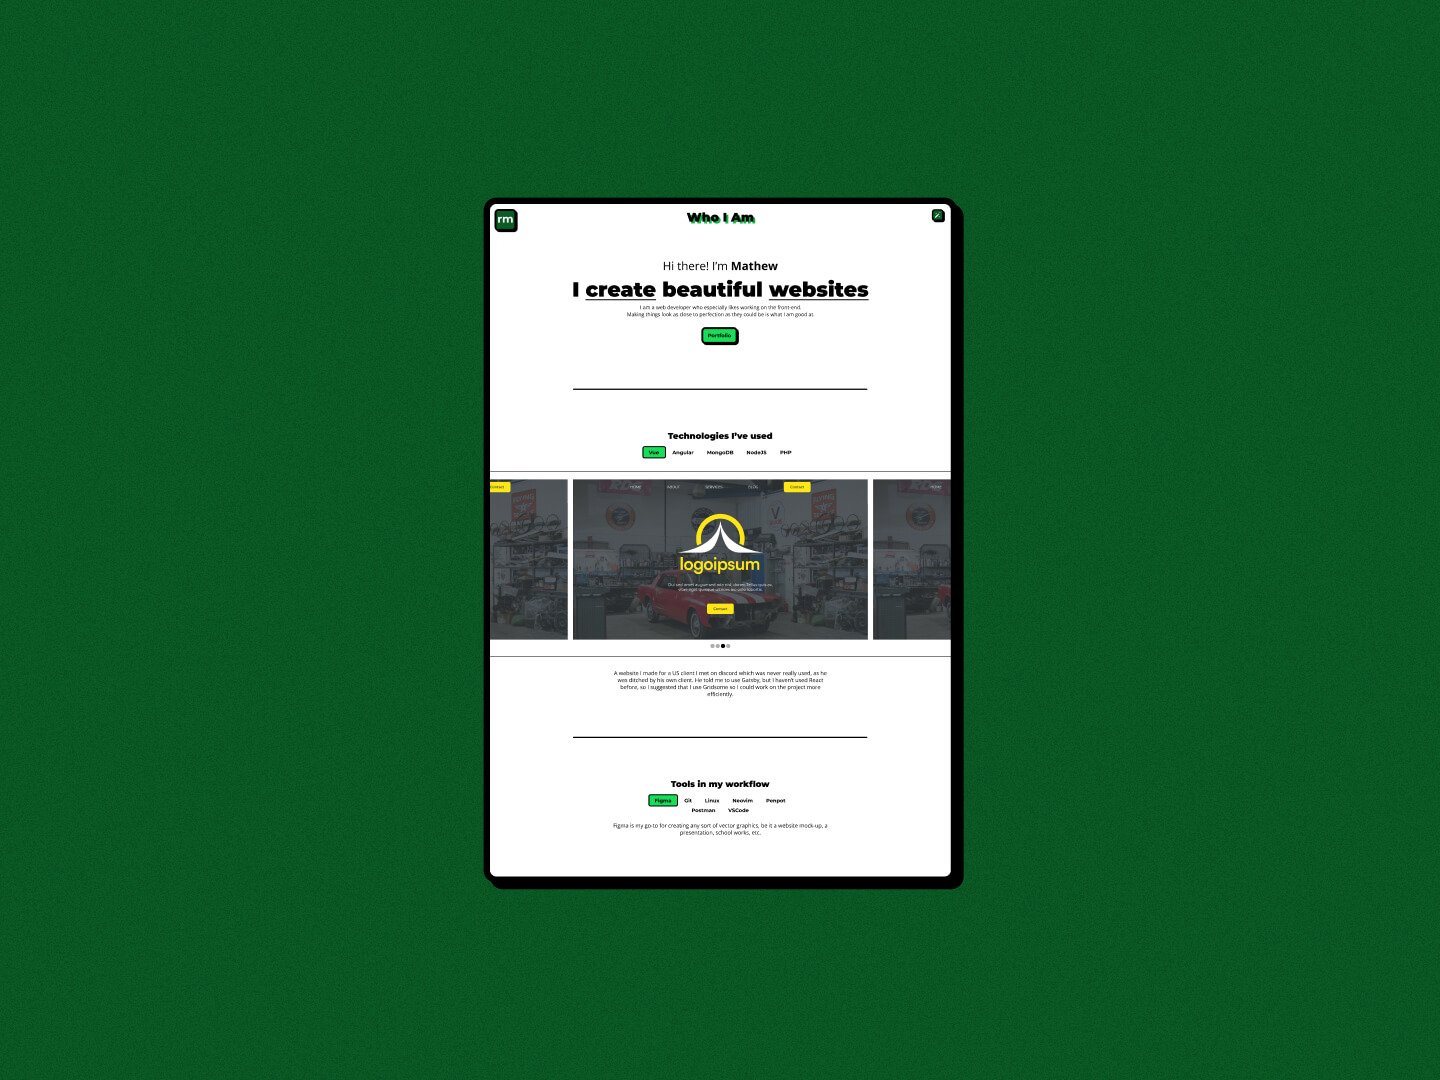 rm
Who I Am
Hi there! I'm Mathew
I create beautiful websites
I am a web developer who especially likes working on the front-end.
Making things look as close to perfection as they could be is what I am good at.
Portfolio
Technologies I've used
Vue Angular MongoDB NodeJS PHP
Contact HOME ABOUT SERVICES BLOG Contact HOME
logoipsum
Contact
A website I made for a US client I met on discord which was never really used, as he
was ditched by his own client. He told me to use Gatsby, but I haven't used React
before, so I suggested that I use Gridsome so I could work on the project more
efficiently.
Tools in my workflow
Figma Git Linux Neovim Penpot
Postman VSCode
Figma is my go-to for creating any sort of vector graphics, be it a website mock-up, a
presentation, school works, etc.